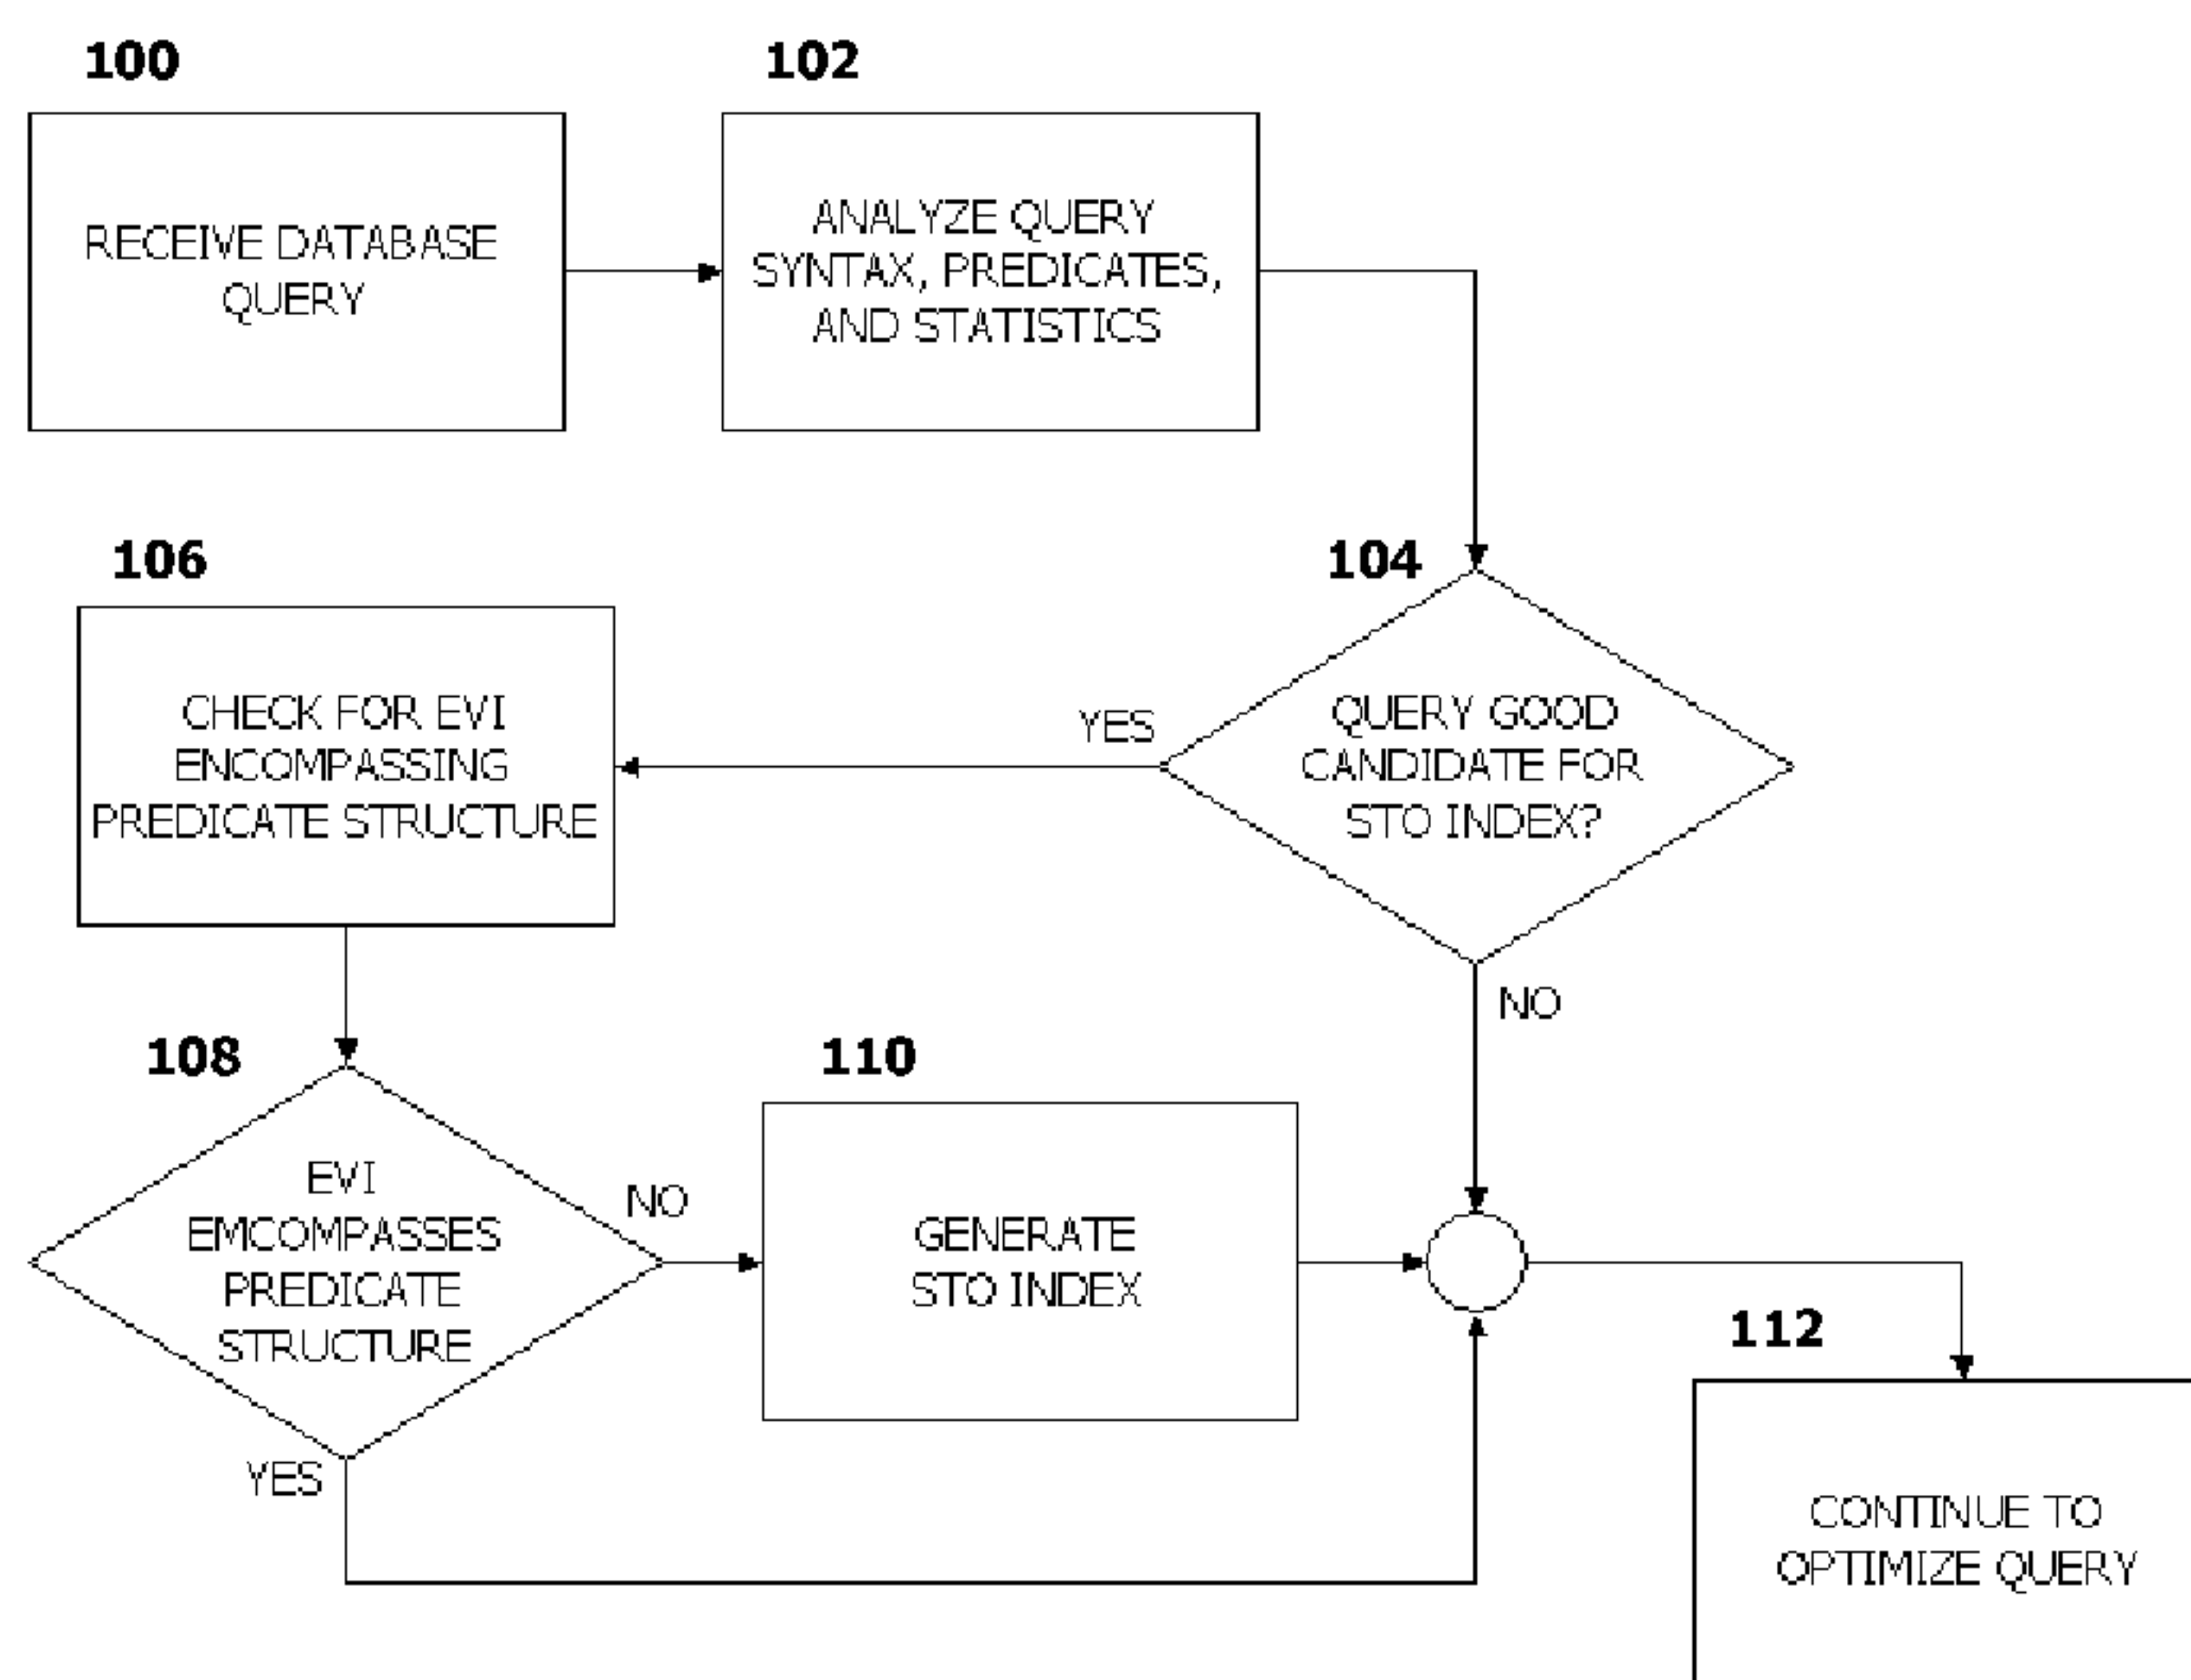 100
RECEIVE DATABASE
QUERY
102
ANALYZE QUERY
SYNTAX, PREDICATES,
AND STATISTICS
104
QUERY GOOD
CANDIDATE FOR
STO INDEX?
YES
NO
106
CHECK FOR EVI
ENCOMPASSING
PREDICATE STRUCTURE
108
EVI
EMCOMPASSES
PREDICATE
STRUCTURE
NO
YES
110
GENERATE
STO INDEX
112
CONTINUE TO
OPTIMIZE QUERY